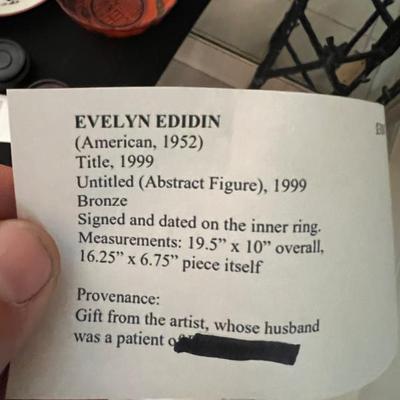 EVELYN EDIDIN
(American, 1952)
Title, 1999
Untitled (Abstract Figure), 1999
Bronze
Signed and dated on the inner ring.
Measurements: 19.5” x 10” overall,
16.25” x 6.75” piece itself
Provenance:
Gift from the artist, whose husband
was a patient